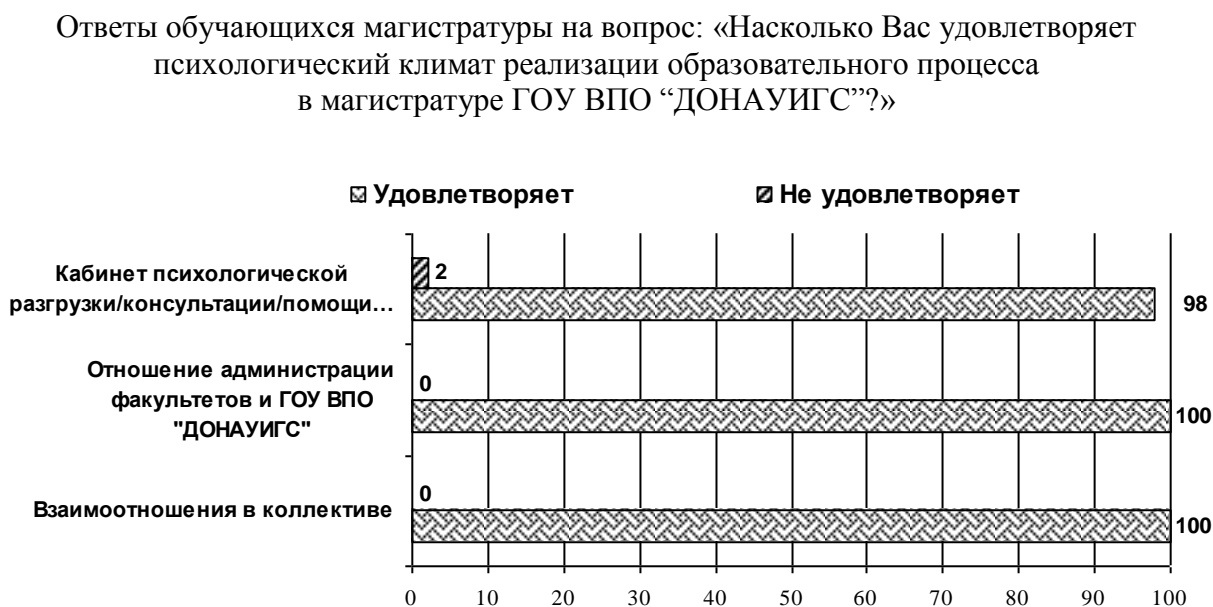 Ответы обучающихся магистратуры на вопрос: «Насколько Вас удовлетворяет
психологический климат реализации образовательного процесса
в магистратуре ГОУ ВПО “ДОНАУИГС”?»
Удовлетворяет
Не удовлетворяет
Кабинет психологической
разгрузки/консультации/помощи…
2
98
Отношение администрации
факультетов и ГОУ ВПО
"ДОНАУИГС"
0
100
Взаимоотношения в коллективе
0
100
0 10 20 30 40 50 60 70 80 90 100